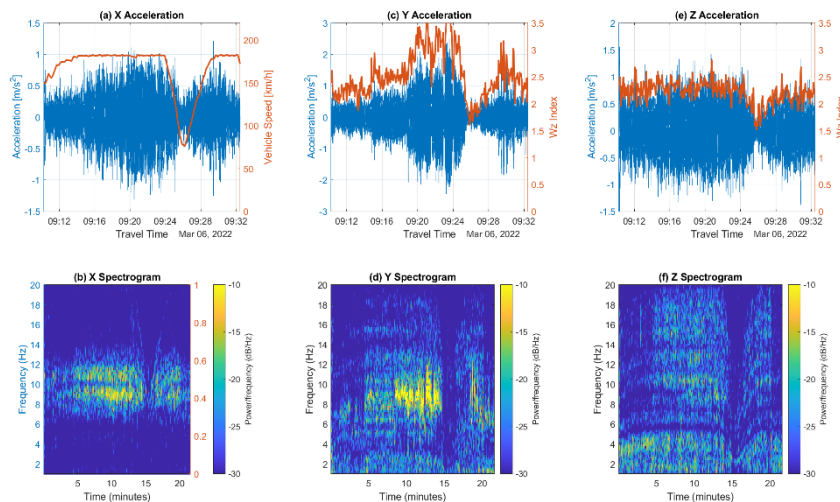 (a) X Acceleration
(c) Y Acceleration
(e) Z Acceleration
1.5
1
0.5
0
-0.5
-1
-1.5
Acceleration [m/s²]
200
150
100
50
0
Vehicle Speed [km/h]
09:12 09:16 09:20 09:24 09:28 09:32
Travel Time
Mar 06, 2022
3
2
1
0
-1
-2
-3
Acceleration [m/s²]
3.5
3
2.5
2
1.5
1
0.5
0
Wz Index
09:12 09:16 09:20 09:24 09:28 09:32
Travel Time
Mar 06, 2022
2
1.5
1
0.5
0
-0.5
-1
-1.5
Acceleration [m/s²]
3.5
3
2.5
2
1.5
1
0.5
0
Wz Index
09:12 09:16 09:20 09:24 09:28 09:32
Travel Time
Mar 06, 2022
(b) X Spectrogram
(d) Y Spectrogram
(f) Z Spectrogram
20
18
16
14
12
10
8
6
4
2
Frequency (Hz)
1
0.8
0.6
0.4
0.2
0
-10
-15
-20
-25
-30
Power/frequency (dB/Hz)
5 10 15 20
Time (minutes)
20
18
16
14
12
10
8
6
4
2
Frequency (Hz)
-10
-15
-20
-25
-30
Power/frequency (dB/Hz)
5 10 15 20
Time (minutes)
20
18
16
14
12
10
8
6
4
2
Frequency (Hz)
-10
-15
-20
-25
-30
Power/frequency (dB/Hz)
5 10 15 20
Time (minutes)